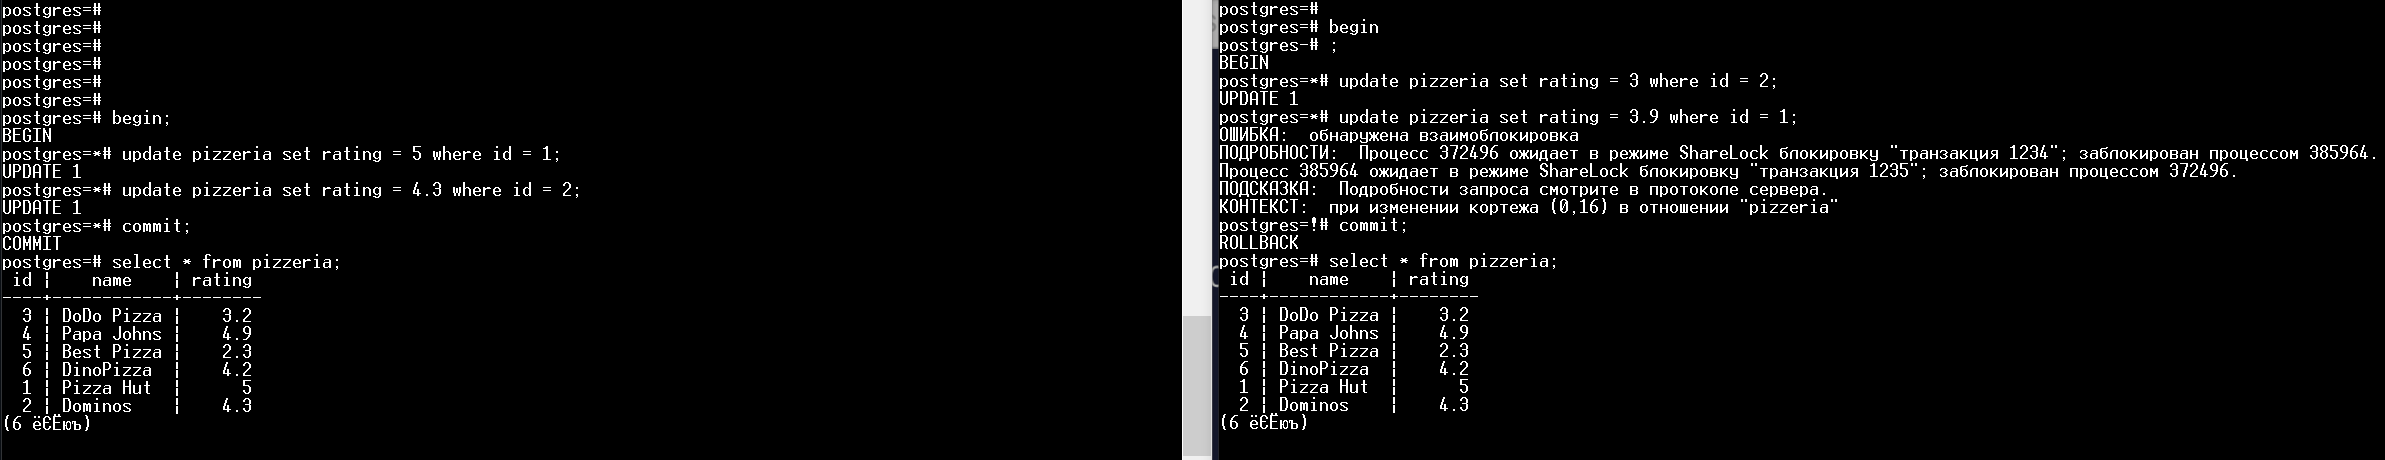 postgres=#
postgres=#
postgres=#
postgres=#
postgres=#
postgres=#
postgres=# begin;
BEGIN
postgres=*# update pizzeria set rating = 5 where id = 1;
UPDATE 1
postgres=*# update pizzeria set rating = 4.3 where id = 2;
UPDATE 1
postgres=*# commit;
COMMIT
postgres=# select * from pizzeria;
 id |    name    | rating
----+------------+--------
  3 | DoDo Pizza |    3.2
  4 | Papa Johns |    4.9
  5 | Best Pizza |    2.3
  6 | DinoPizza  |    4.2
  1 | Pizza Hut  |      5
  2 | Dominos    |    4.3
(6 ёЄЁюъ)
postgres=#
postgres=# begin
postgres-# ;
BEGIN
postgres=*# update pizzeria set rating = 3 where id = 2;
UPDATE 1
postgres=*# update pizzeria set rating = 3.9 where id = 1;
ОШИБКА:  обнаружена взаимоблокировка
ПОДРОБНОСТИ:  Процесс 372496 ожидает в режиме ShareLock блокировку "транзакция 1234"; заблокирован процессом 385964.
Процесс 385964 ожидает в режиме ShareLock блокировку "транзакция 1235"; заблокирован процессом 372496.
ПОДСКАЗКА:  Подробности запроса смотрите в протоколе сервера.
КОНТЕКСТ:  при изменении кортежа (0,16) в отношении "pizzeria"
postgres=!# commit;
ROLLBACK
postgres=# select * from pizzeria;
 id |    name    | rating
----+------------+--------
  3 | DoDo Pizza |    3.2
  4 | Papa Johns |    4.9
  5 | Best Pizza |    2.3
  6 | DinoPizza  |    4.2
  1 | Pizza Hut  |      5
  2 | Dominos    |    4.3
(6 ёЄЁюъ)